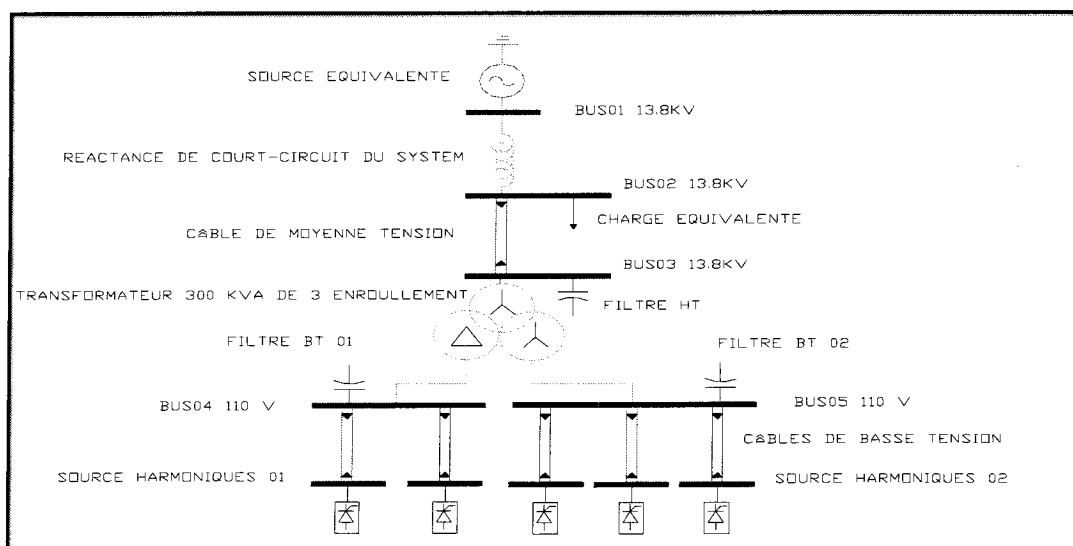 SOURCE EQUIVALENTE
BUS01 13.8KV
REACTANCE DE COURT-CIRCUIT DU SYSTEM
BUS02 13.8KV
CHARGE EQUIVALENTE
CÂBLE DE MOYENNE TENSION
BUS03 13.8KV
TRANSFORMATEUR 300 KVA DE 3 ENROULLEMENT
FILTRE HT
FILTRE BT 01
FILTRE BT 02
BUS04 110 V
BUS05 110 V
CÂBLES DE BASSE TENSION
SOURCE HARMONIQUES 01
SOURCE HARMONIQUES 02